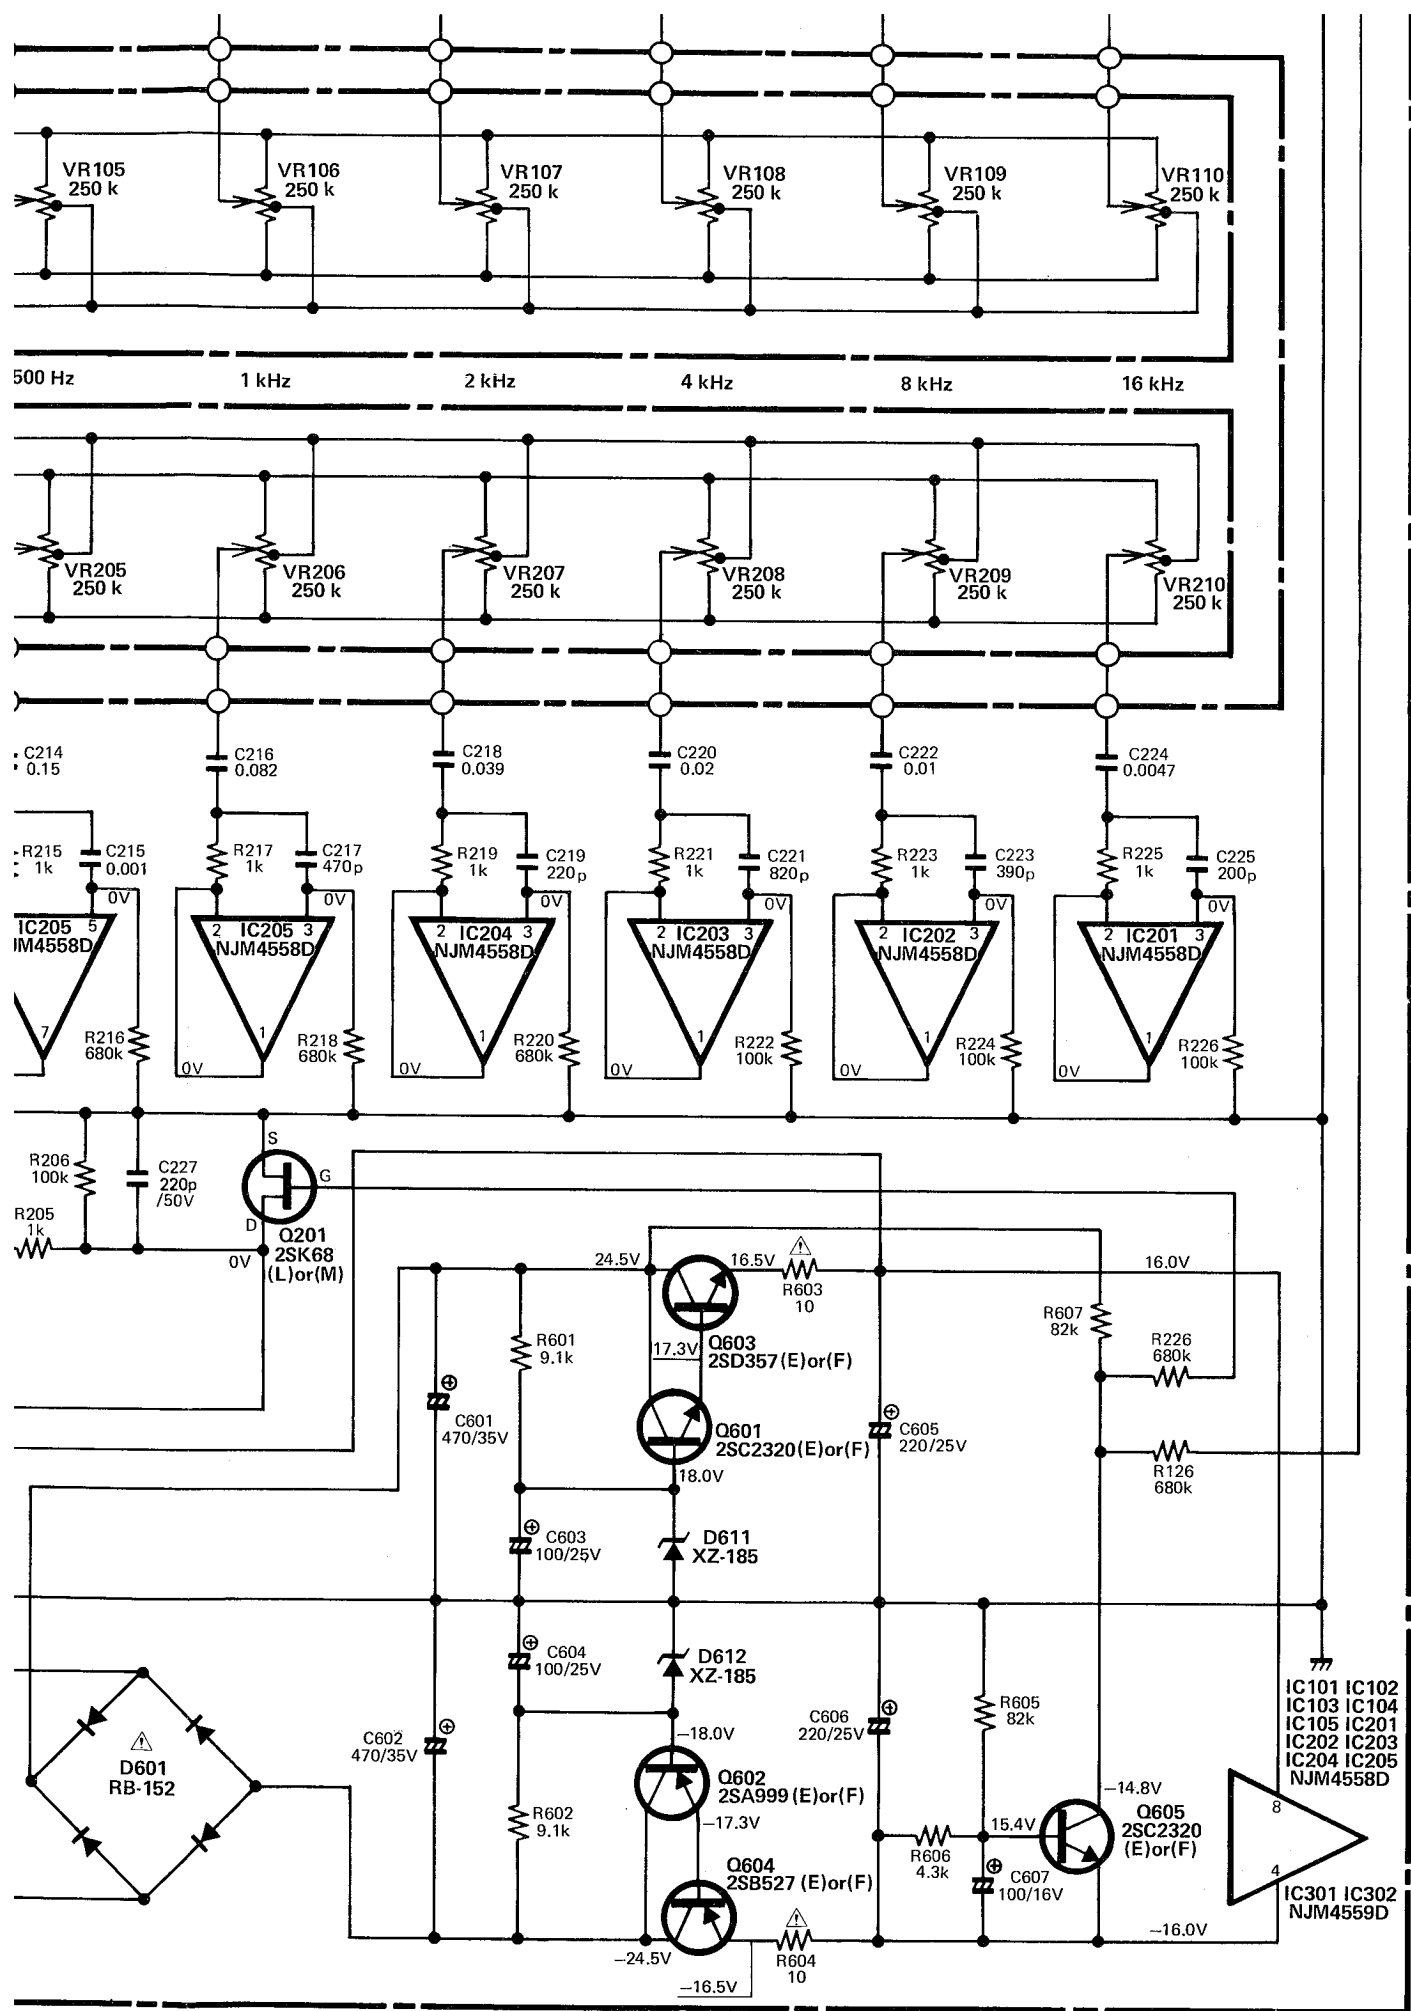 VR105
250 k
VR106
250 k
VR107
250 k
VR108
250 k
VR109
250 k
VR110
250 k
500 Hz
1 kHz
2 kHz
4 kHz
8 kHz
16 kHz
VR205
250 k
VR206
250 k
VR207
250 k
VR208
250 k
VR209
250 k
VR210
250 k
C214
0.15
C216
0.082
C218
0.039
C220
0.02
C222
0.01
C224
0.0047
R215
1k
C215
0.001
R217
1k
C217
470p
R219
1k
C219
220p
R221
1k
C221
820p
R223
1k
C223
390p
R225
1k
C225
200p
0V
0V
0V
0V
0V
0V
IC205
5
JM4558D
7
2
IC205
3
NJM4558D
1
2
IC204
3
NJM4558D
1
2
IC203
3
NJM4558D
1
2
IC202
3
NJM4558D
1
2
IC201
3
NJM4558D
1
R216
680k
R218
680k
R220
680k
R222
100k
R224
100k
R226
100k
0V
0V
0V
0V
0V
R206
100k
C227
220p
/50V
S
G
D
R205
1k
0V
Q201
2SK68
(L)or(M)
24.5V
16.5V
R603
10
16.0V
R601
9.1k
17.3V
Q603
2SD357(E)or(F)
R607
82k
R226
680k
C601
470/35V
Q601
2SC2320(E)or(F)
18.0V
C605
220/25V
R126
680k
C603
100/25V
D611
XZ-185
C604
100/25V
D612
XZ-185
D601
RB-152
C602
470/35V
−18.0V
C606
220/25V
R605
82k
IC101 IC102
IC103 IC104
IC105 IC201
IC202 IC203
IC204 IC205
NJM4558D
Q602
2SA999(E)or(F)
R602
9.1k
−17.3V
−14.8V
15.4V
Q605
2SC2320
(E)or(F)
8
4
R606
4.3k
Q604
2SB527(E)or(F)
C607
100/16V
IC301 IC302
NJM4559D
−24.5V
−16.5V
R604
10
−16.0V